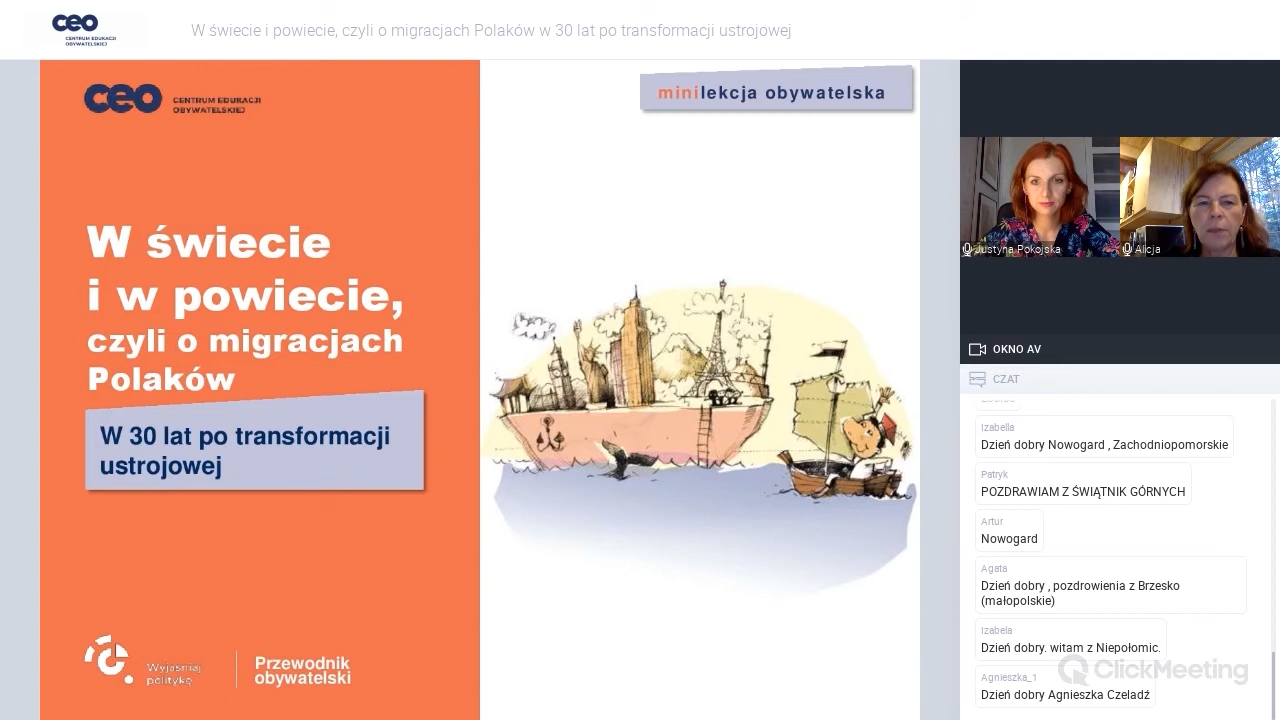 ceo
CENTRUM EDUKACJI
OBYWATELSKIEJ
W świecie i powiecie, czyli o migracjach Polaków w 30 lat po transformacji ustrojowej
ceo
CENTRUM EDUKACJI
OBYWATELSKIEJ
minilekcja obywatelska
W świecie
i w powiecie,
czyli o migracjach
Polaków
W 30 lat po transformacji
ustrojowej
Wyjaśniaj
politykę
Przewodnik
obywatelski
Justyna Pokojska
Alicja
OKNO AV
CZAT
Izabella
Dzień dobry Nowogard , Zachodniopomorskie
Patryk
POZDRAWIAM Z ŚWIĄTNIK GÓRNYCH
Artur
Nowogard
Agata
Dzień dobry , pozdrowienia z Brzesko
(małopolskie)
Izabela
Dzień dobry. witam z Niepołomic.
ClickMeeting
Agnieszka_1
Dzień dobry Agnieszka Czeladź